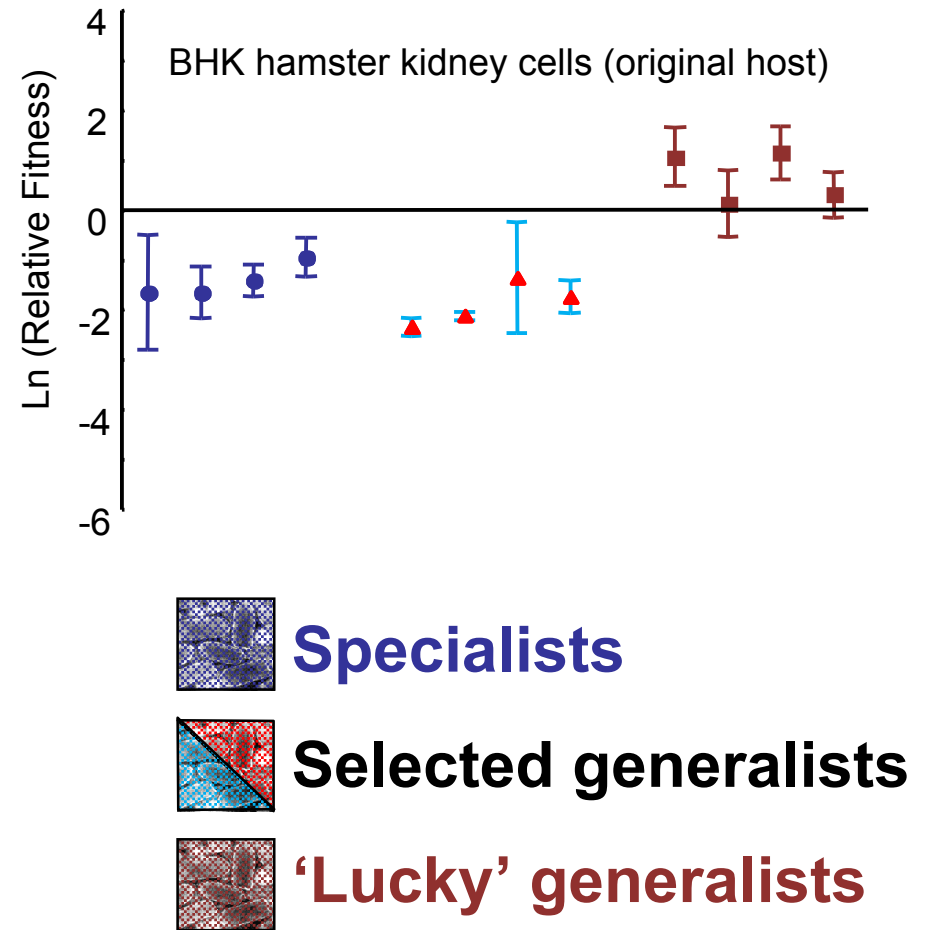 4
BHK hamster kidney cells (original host)
2
0
-2
-4
-6
Ln (Relative Fitness)
Specialists
Selected generalists
‘Lucky’ generalists